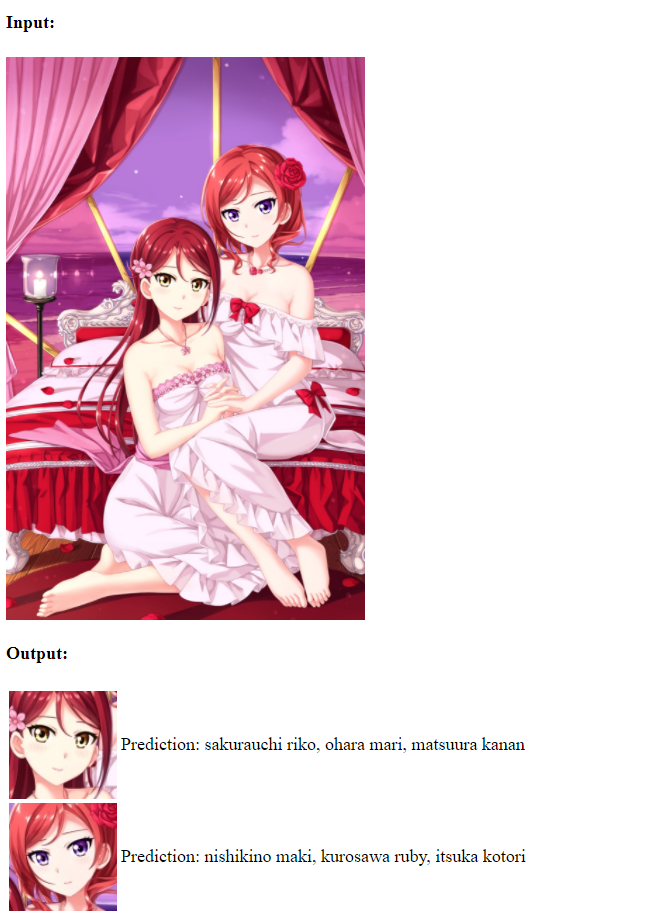 Input:
Output:
Prediction: sakurauchi riko, ohara mari, matsuura kanan
Prediction: nishikino maki, kurosawa ruby, itsuka kotori